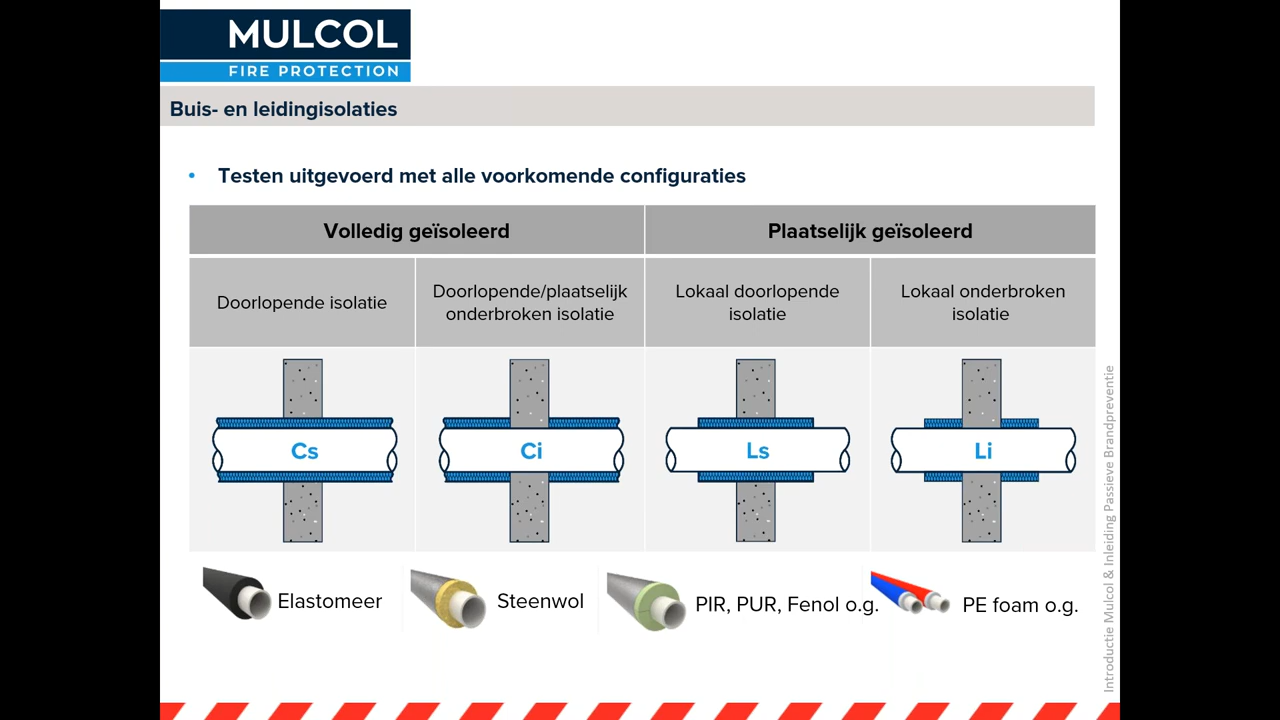 MULCOL
FIRE PROTECTION
Buis- en leidingisolaties
• Testen uitgevoerd met alle voorkomende configuraties
Volledig geïsoleerd
Plaatselijk geïsoleerd
Doorlopende isolatie
Doorlopende/plaatselijk
onderbroken isolatie
Lokaal doorlopende
isolatie
Lokaal onderbroken
isolatie
Cs
Ci
Ls
Li
Elastomeer
Steenwol
PIR, PUR, Fenol o.g.
PE foam o.g.
Introductie Mulcol & Inleiding Passieve Brandpreventie